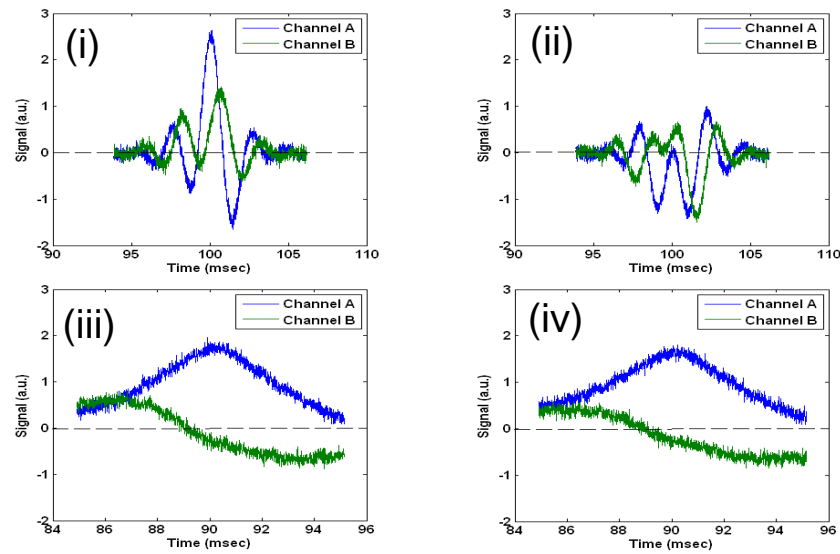 (i)
3
2
1
0
-1
-2
Signal (a.u.)
Channel A
Channel B
90 95 100 105 110
Time (msec)
(ii)
3
2
1
0
-1
-2
Signal (a.u.)
Channel A
Channel B
90 95 100 105 110
Time (msec)
(iii)
3
2
1
0
-1
-2
Signal (a.u.)
Channel A
Channel B
84 86 88 90 92 94 96
Time (msec)
(iv)
3
2
1
0
-1
-2
Signal (a.u.)
Channel A
Channel B
84 86 88 90 92 94 96
Time (msec)